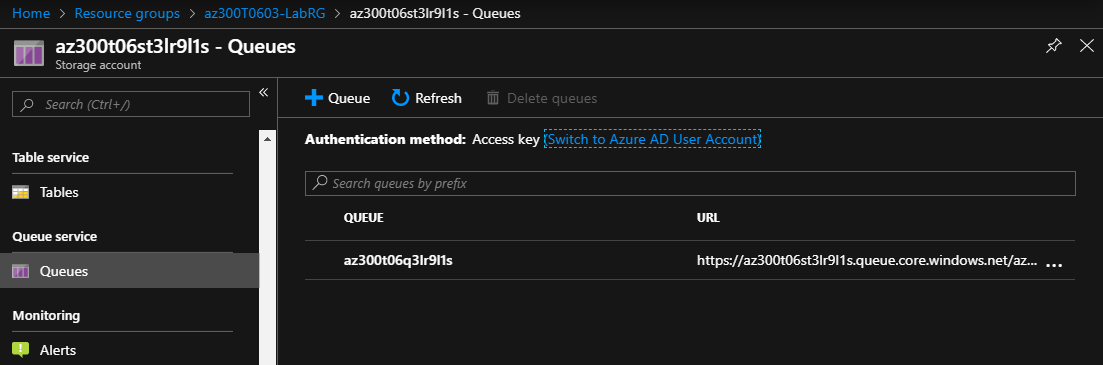 Home > Resource groups > az300T0603-LabRG > az300t06st3lr9l1s - Queues
az300t06st3lr9l1s - Queues
Storage account
Search (Ctrl+/)
Table service
Tables
Queue service
Queues
Monitoring
Alerts
Queue Refresh Delete queues
Authentication method: Access key (Switch to Azure AD User Account)
Search queues by prefix
QUEUE URL
az300t06q3lr9l1s https://az300t06st3lr9l1s.queue.core.windows.net/az... ...